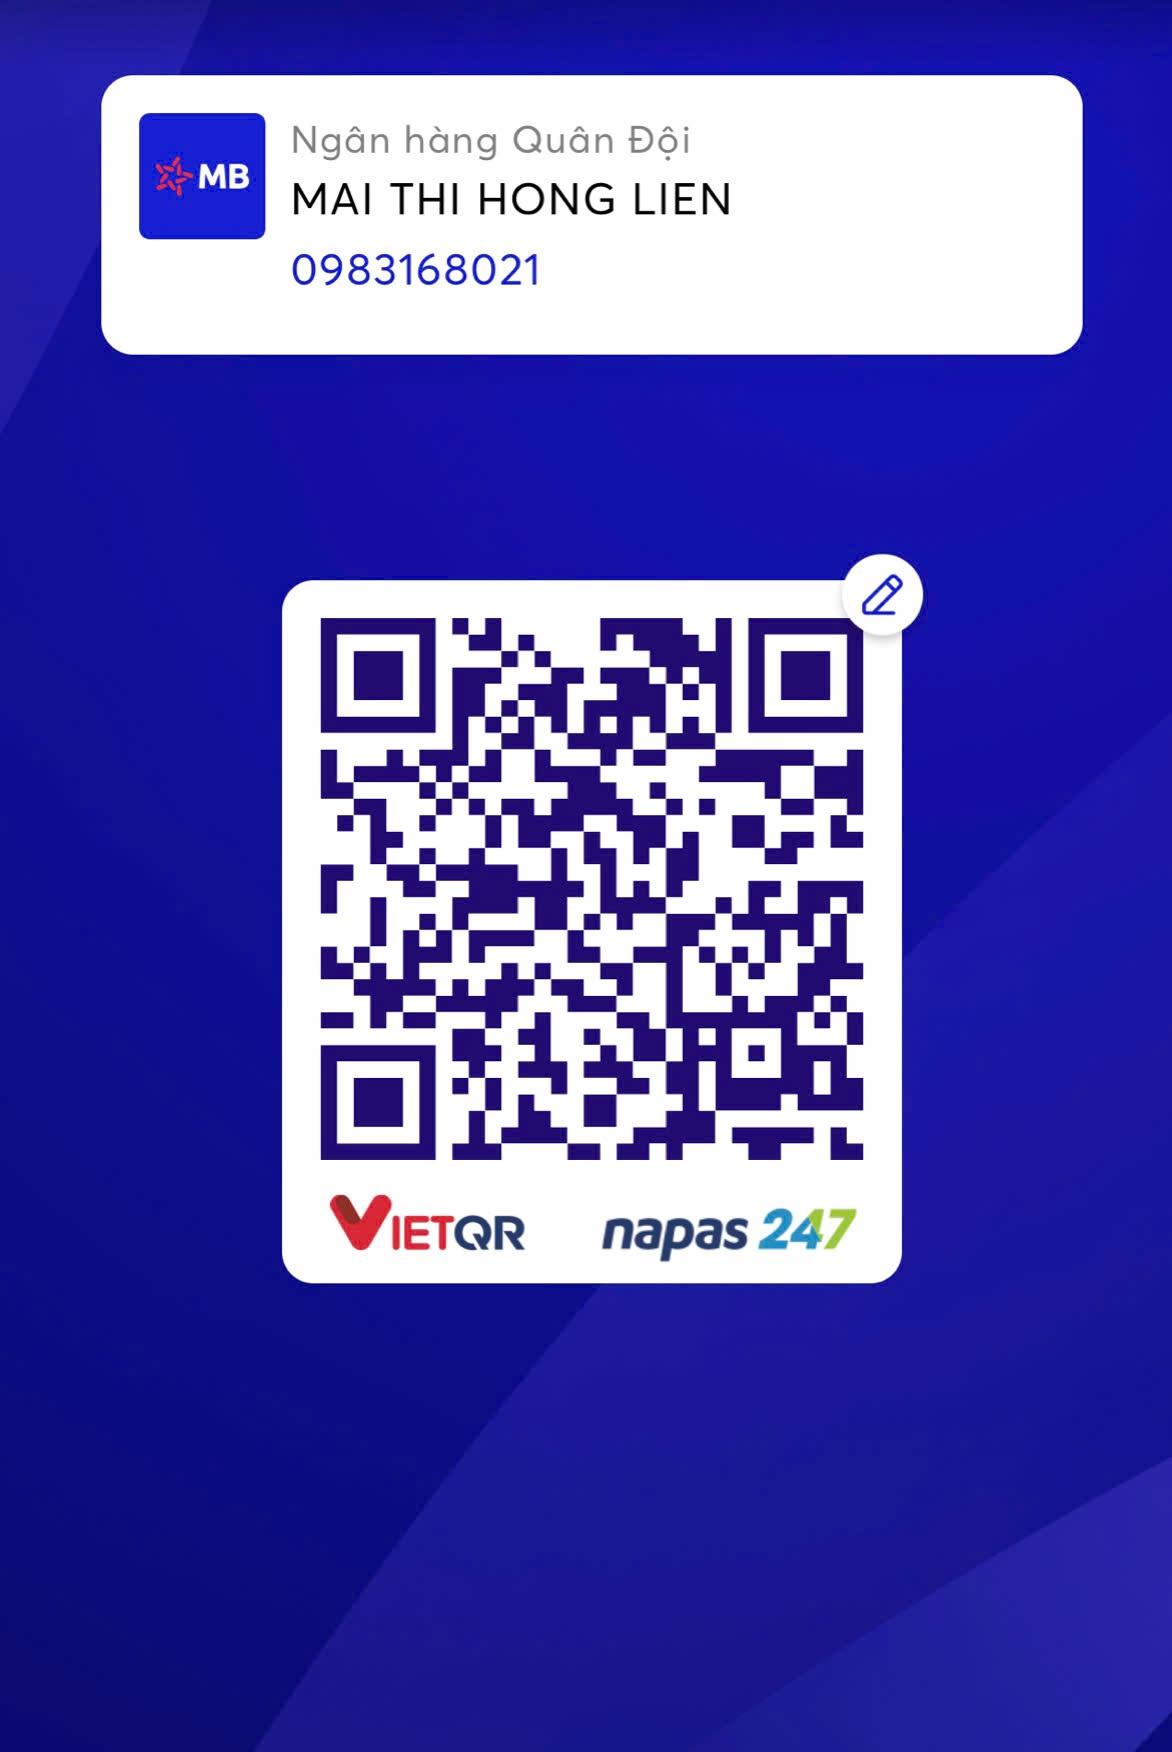 MB
Ngân hàng Quân Đội
MAI THI HONG LIEN
0983168021
VIETQR
napas 247